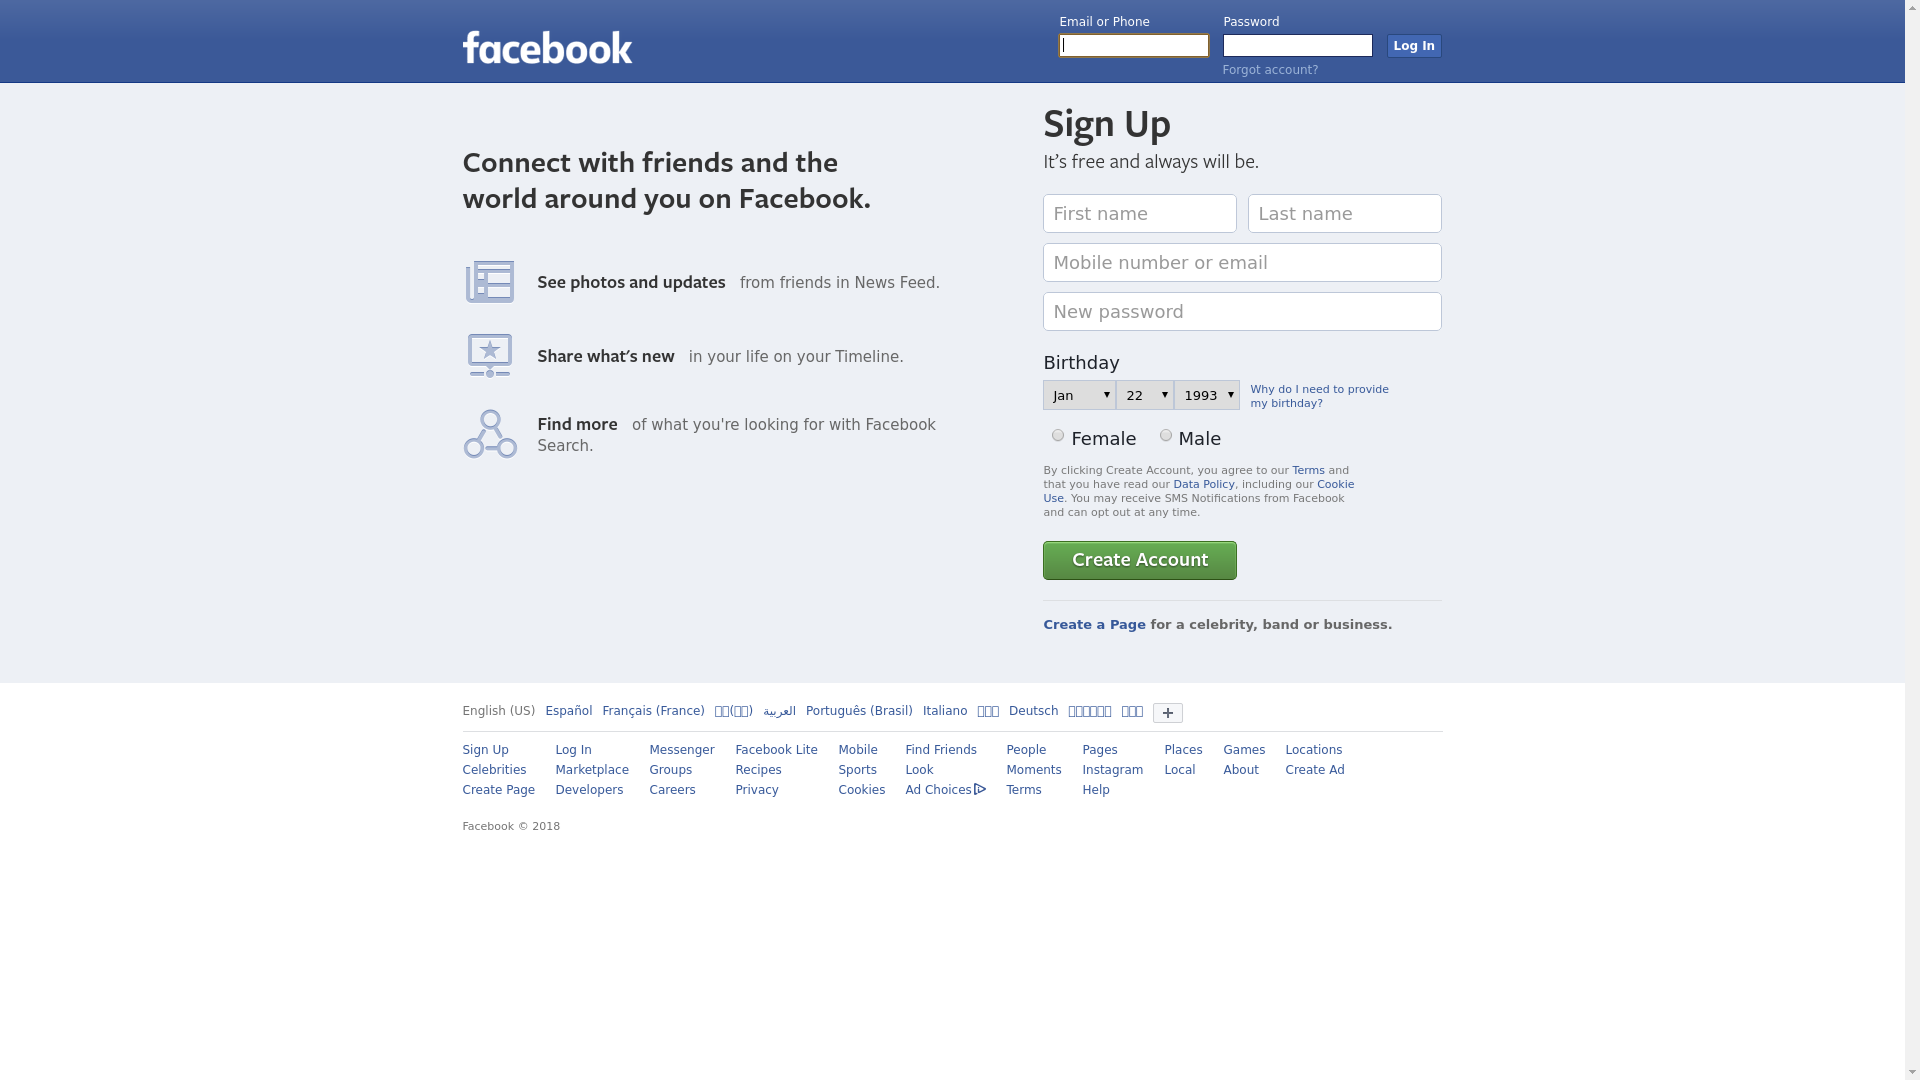 facebook
Email or Phone
Password
Log In
Forgot account?
Connect with friends and the
world around you on Facebook.
See photos and updates from friends in News Feed.
Share what's new in your life on your Timeline.
Find more of what you're looking for with Facebook
Search.
Sign Up
It's free and always will be.
First name Last name
Mobile number or email
New password
Birthday
Jan 22 1993
Why do I need to provide
my birthday?
Female Male
By clicking Create Account, you agree to our Terms and
that you have read our Data Policy, including our Cookie
Use. You may receive SMS Notifications from Facebook
and can opt out at any time.
Create Account
Create a Page for a celebrity, band or business.
English (US) Español Français (France) العربية Português (Brasil) Italiano Deutsch
Sign Up Log In Messenger Facebook Lite Mobile Find Friends People Pages Places Games Locations
Celebrities Marketplace Groups Recipes Sports Look Moments Instagram Local About Create Ad
Create Page Developers Careers Privacy Cookies Ad Choices Terms Help
Facebook © 2018